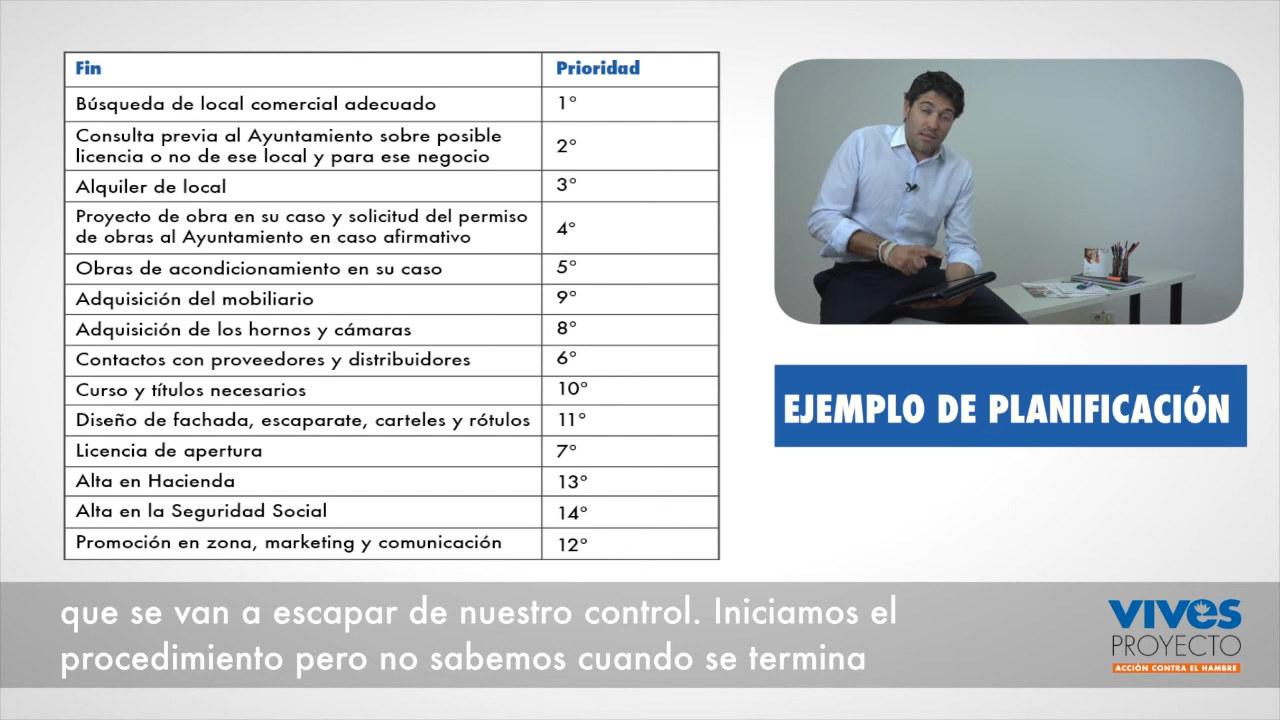 Fin Prioridad
Búsqueda de local comercial adecuado 1º
Consulta previa al Ayuntamiento sobre posible
licencia o no de ese local y para ese negocio 2º
Alquiler de local 3º
Proyecto de obra en su caso y solicitud del permiso
de obras al Ayuntamiento en caso afirmativo 4º
Obras de acondicionamiento en su caso 5º
Adquisición del mobiliario 9º
Adquisición de los hornos y cámaras 8º
Contactos con proveedores y distribuidores 6º
Curso y títulos necesarios 10º
Diseño de fachada, escaparate, carteles y rótulos 11º
Licencia de apertura 7º
Alta en Hacienda 13º
Alta en la Seguridad Social 14º
Promoción en zona, marketing y comunicación 12º
EJEMPLO DE PLANIFICACIÓN
que se van a escapar de nuestro control. Iniciamos el
procedimiento pero no sabemos cuando se termina
VIVES
PROYECTO
ACCIÓN CONTRA EL HAMBRE